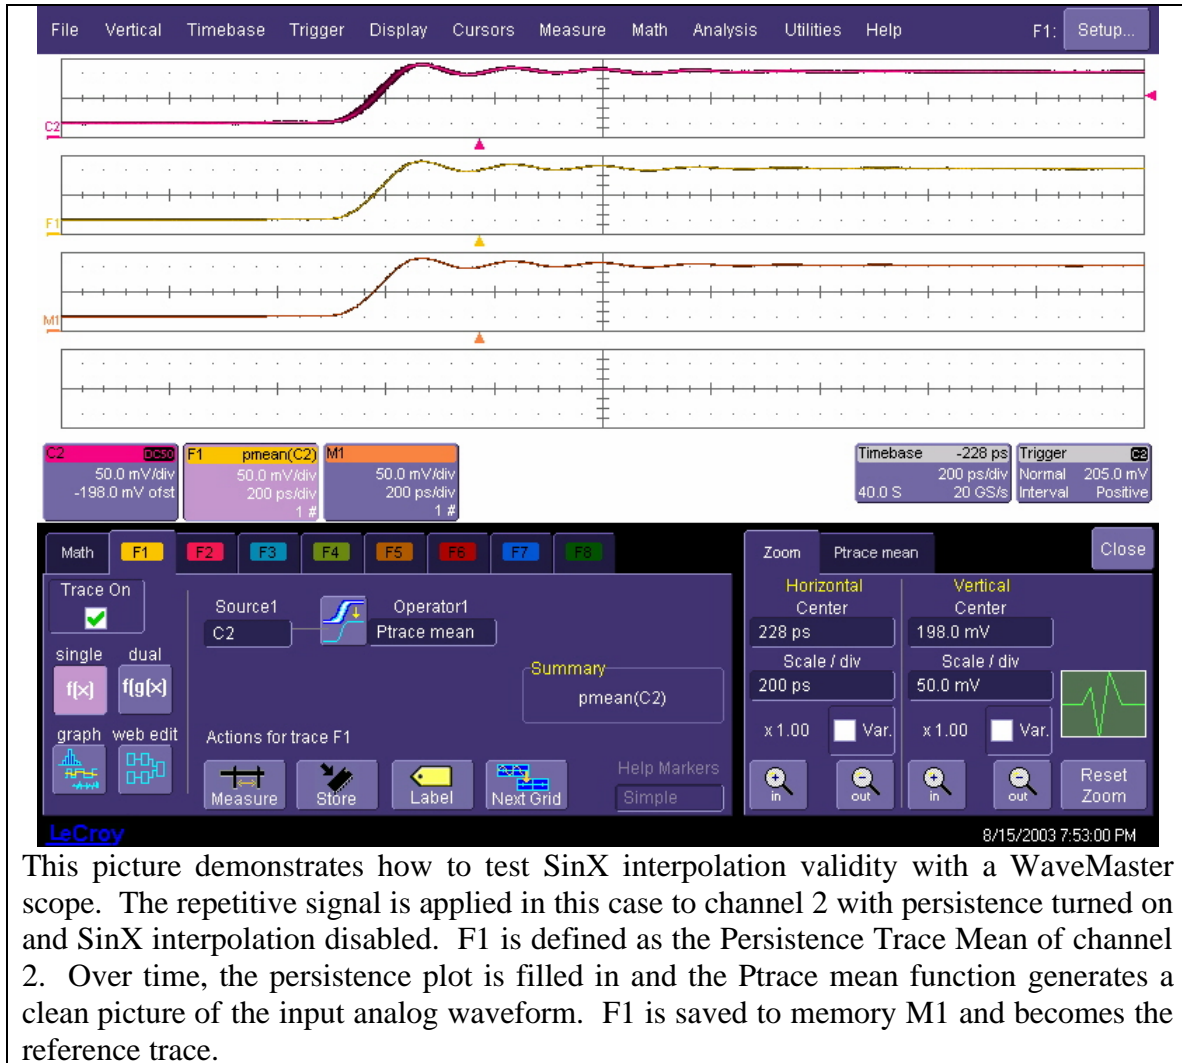 File Vertical Timebase Trigger Display Cursors Measure Math Analysis Utilities Help F1: Setup...
C2
F1
M1
C2 DC50
50.0 mV/div
-198.0 mV ofst
F1 pmean(C2)
50.0 mV/div
200 ps/div
1 #
M1
50.0 mV/div
200 ps/div
1 #
Timebase -228 ps
200 ps/div
40.0 S 20 GS/s
Trigger C2
Normal 205.0 mV
Interval Positive
Math F1 F2 F3 F4 F5 F6 F7 F8
Trace On
single dual
f(x) f(g(x))
graph web edit
Source1
C2
Operator1
Ptrace mean
Summary
pmean(C2)
Actions for trace F1
Measure Store Label Next Grid
Help Markers
Simple
Zoom Ptrace mean Close
Horizontal Vertical
Center Center
228 ps 198.0 mV
Scale / div Scale / div
200 ps 50.0 mV
x 1.00 Var. x 1.00 Var.
in out in out
Reset
Zoom
LeCroy 8/15/2003 7:53:00 PM
This picture demonstrates how to test SinX interpolation validity with a WaveMaster
scope. The repetitive signal is applied in this case to channel 2 with persistence turned on
and SinX interpolation disabled. F1 is defined as the Persistence Trace Mean of channel
2. Over time, the persistence plot is filled in and the Ptrace mean function generates a
clean picture of the input analog waveform. F1 is saved to memory M1 and becomes the
reference trace.